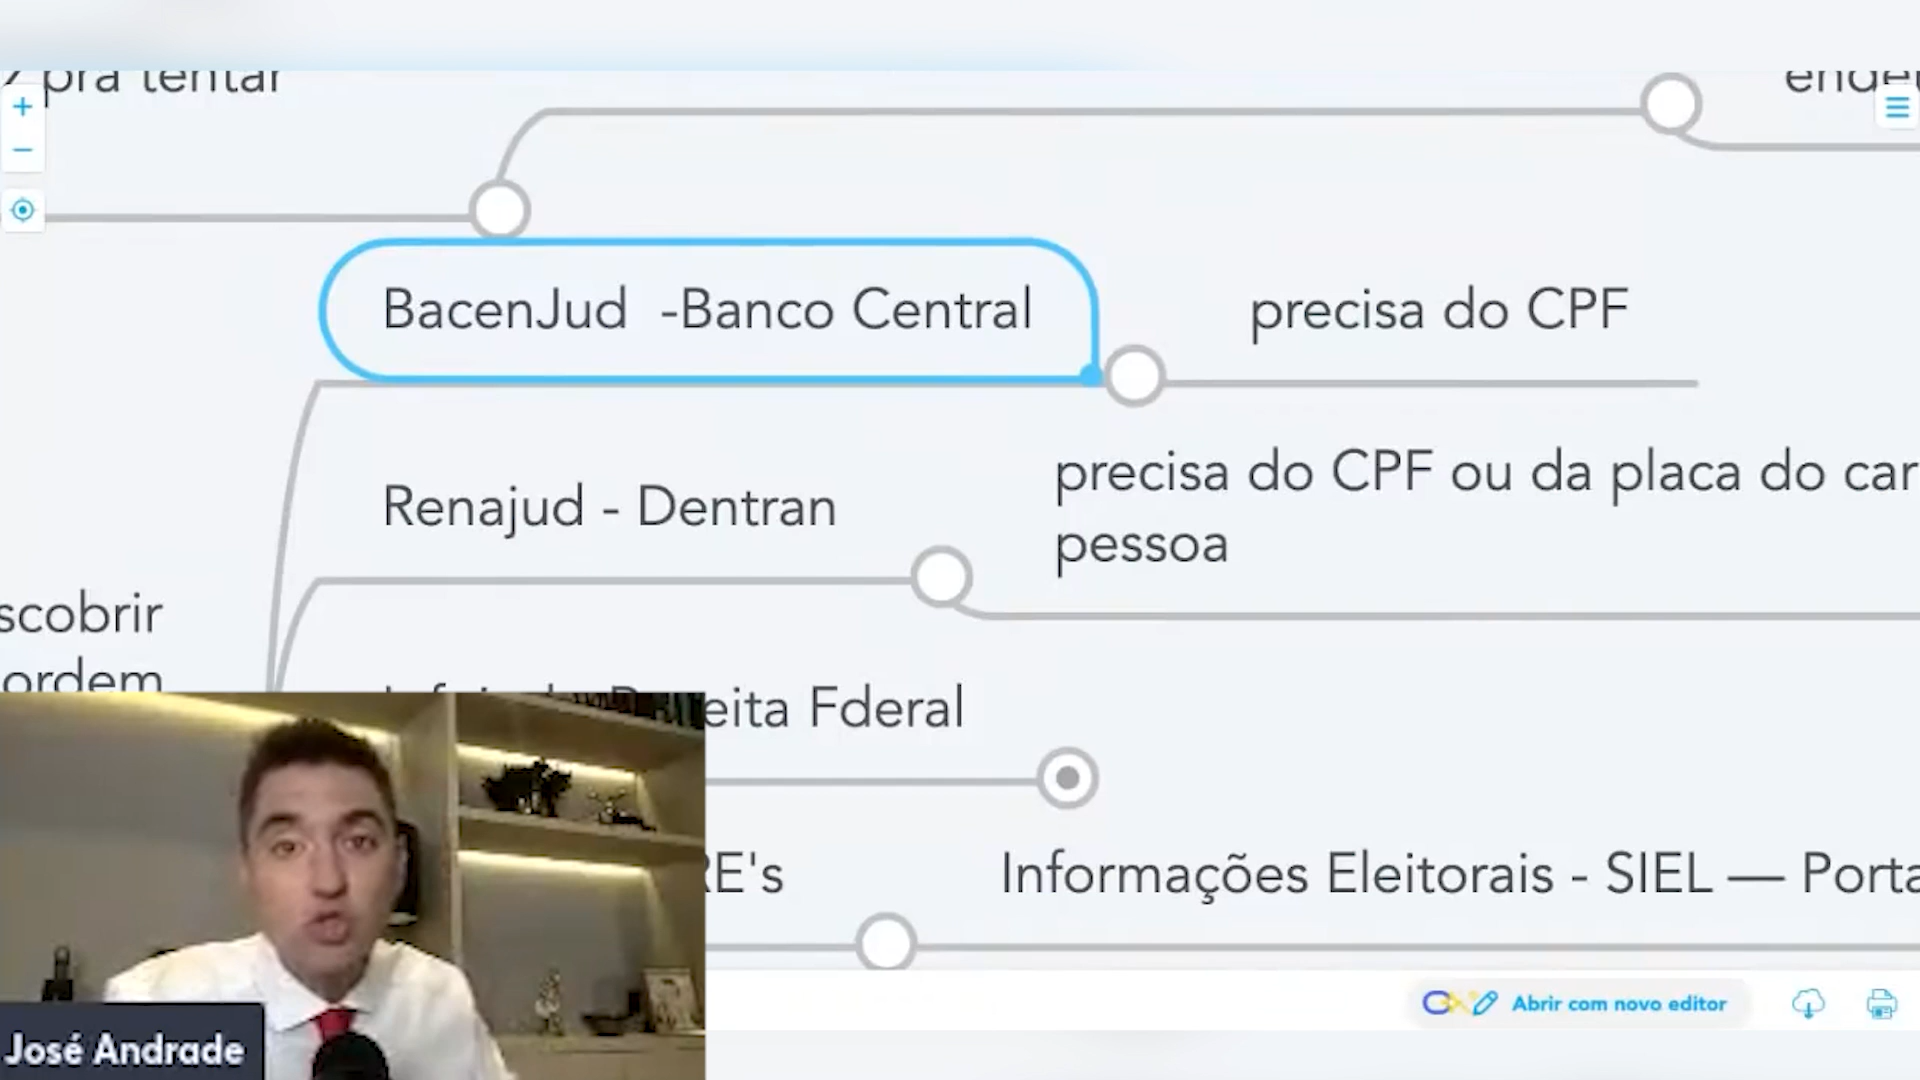 pra tentar
BacenJud -Banco Central
precisa do CPF
Renajud - Dentran
precisa do CPF ou da placa do car
pessoa
scobrir
ordem
eita Fderal
RE's
Informações Eleitorais - SIEL — Porta
Abrir com novo editor
José Andrade